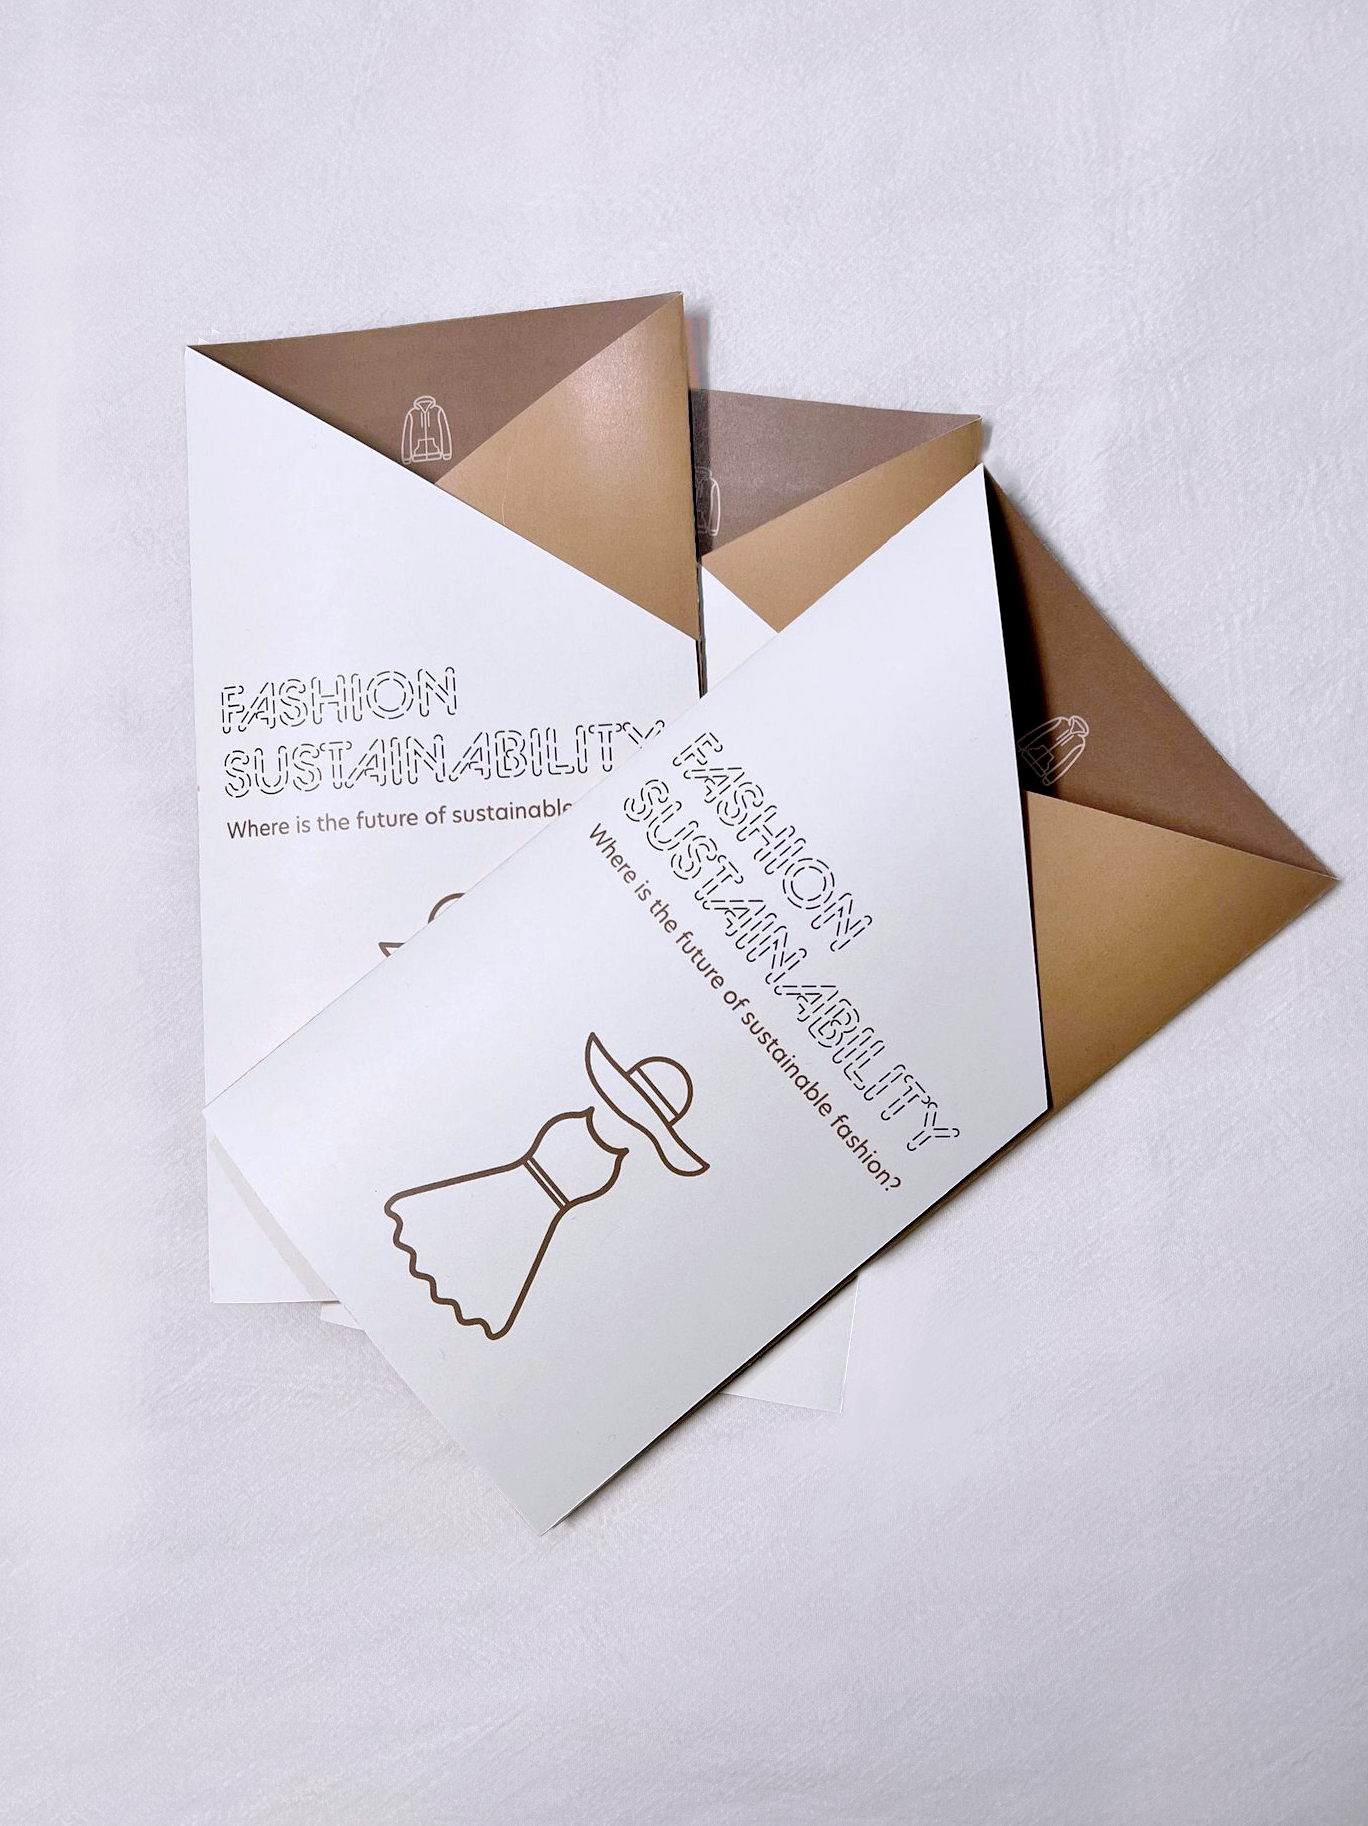 FASHION
SUSTAINABILITY
Where is the future of sustainable
FASHION
SUSTAINABILITY
Where is the future of sustainable fashion?